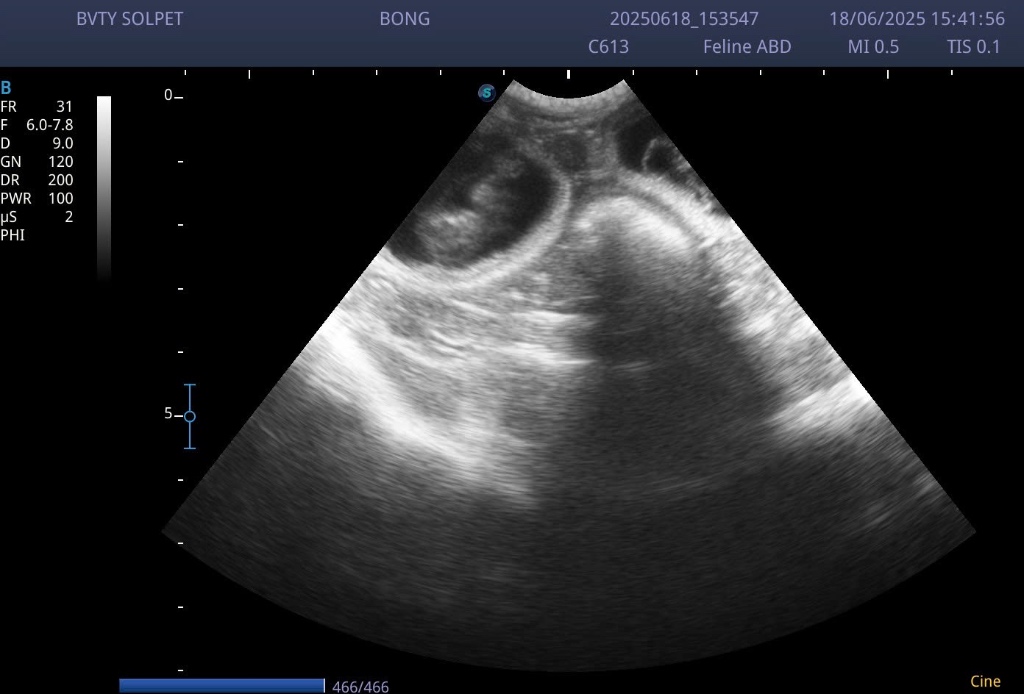 BVTY SOLPET BONG 20250618_153547 18/06/2025 15:41:56
C613 Feline ABD MI 0.5 TIS 0.1
B
FR 31
F 6.0-7.8
D 9.0
GN 120
DR 200
PWR 100
µS 2
PHI
S
0
5
466/466
Cine